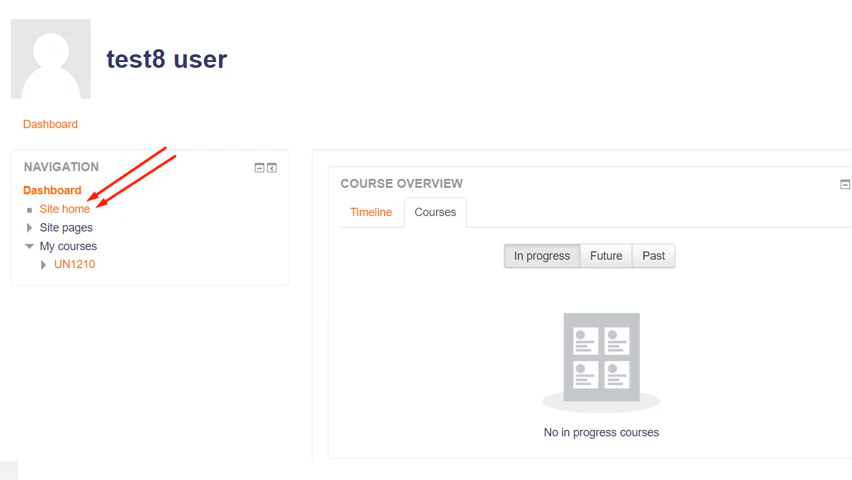 test8 user
Dashboard
NAVIGATION
Dashboard
Site home
Site pages
My courses
UN1210
COURSE OVERVIEW
Timeline Courses
In progress Future Past
No in progress courses